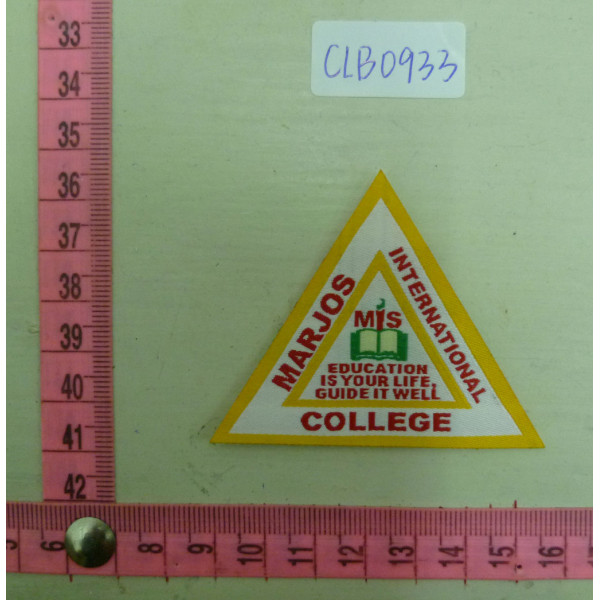 CLB0933
33
34
35
36
37
38
39
40
41
42
MARJOS
INTERNATIONAL
COLLEGE
MIS
EDUCATION
IS YOUR LIFE,
GUIDE IT WELL
6 8 9 10 11 12 13 14 15 16